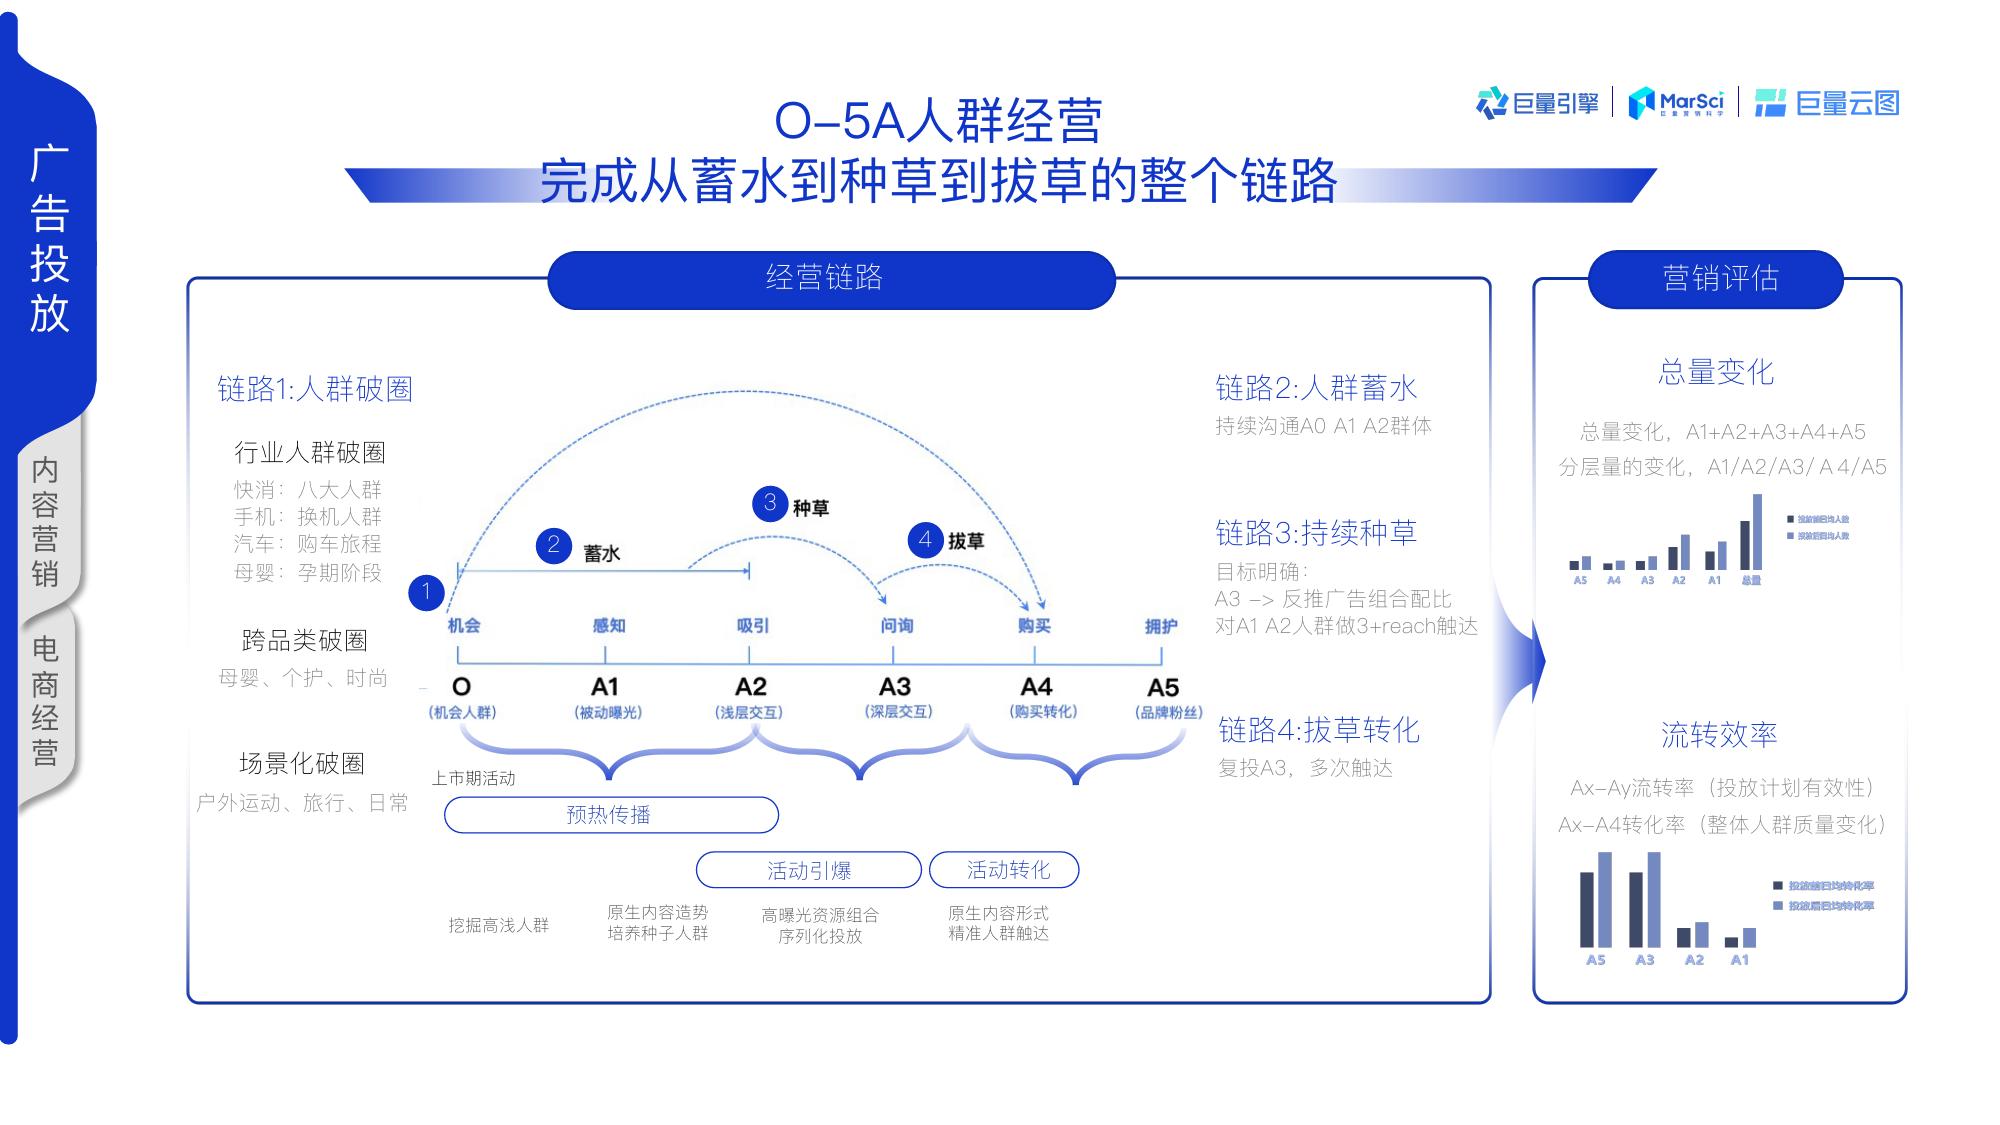 O-5A人群经营
完成从蓄水到种草到拔草的整个链路
巨量引擎
MarSci
巨量营销科学
巨量云图
广告投放
内容营销
电商经营
经营链路
链路1:人群破圈
行业人群破圈
快消：八大人群
手机：换机人群
汽车：购车旅程
母婴：孕期阶段
跨品类破圈
母婴、个护、时尚
场景化破圈
户外运动、旅行、日常
1
2
蓄水
3
种草
4
拔草
机会
感知
吸引
问询
购买
拥护
O
A1
A2
A3
A4
A5
(机会人群)
(被动曝光)
(浅层交互)
(深层交互)
(购买转化)
(品牌粉丝)
上市期活动
预热传播
活动引爆
活动转化
挖掘高浅人群
原生内容造势
培养种子人群
高曝光资源组合
序列化投放
原生内容形式
精准人群触达
链路2:人群蓄水
持续沟通A0 A1 A2群体
链路3:持续种草
目标明确：
A3 -> 反推广告组合配比
对A1 A2人群做3+reach触达
链路4:拔草转化
复投A3，多次触达
营销评估
总量变化
总量变化，A1+A2+A3+A4+A5
分层量的变化，A1/A2/A3/ A 4/A5
投放前日均人数
投放后日均人数
A5
A4
A3
A2
A1
总量
流转效率
Ax-Ay流转率（投放计划有效性）
Ax-A4转化率（整体人群质量变化）
投放前日均转化率
投放后日均转化率
A5
A3
A2
A1